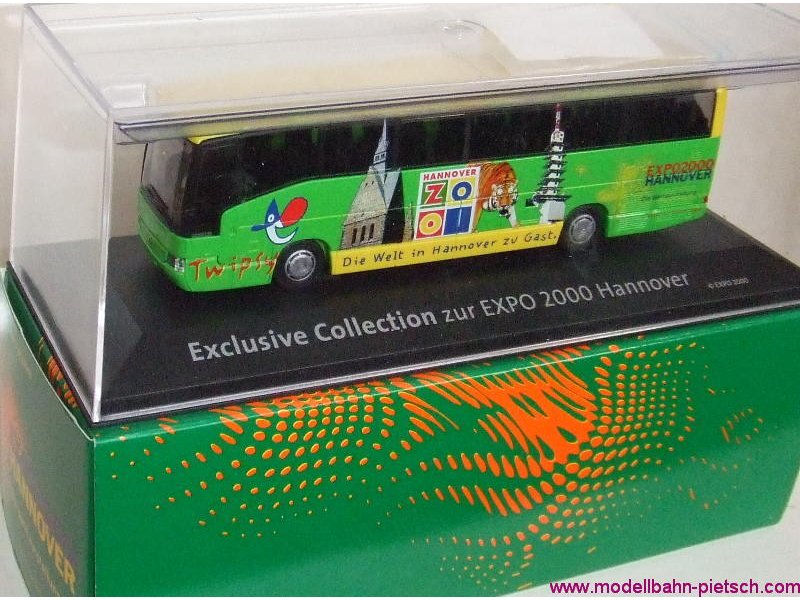 HANNOVER
ZOO
EXPO2000
HANNOVER
Twipsy
Die Welt in Hannover zu Gast.
Exclusive Collection zur EXPO 2000 Hannover
© EXPO 2000
HANNOVER
www.modellbahn-pietsch.com